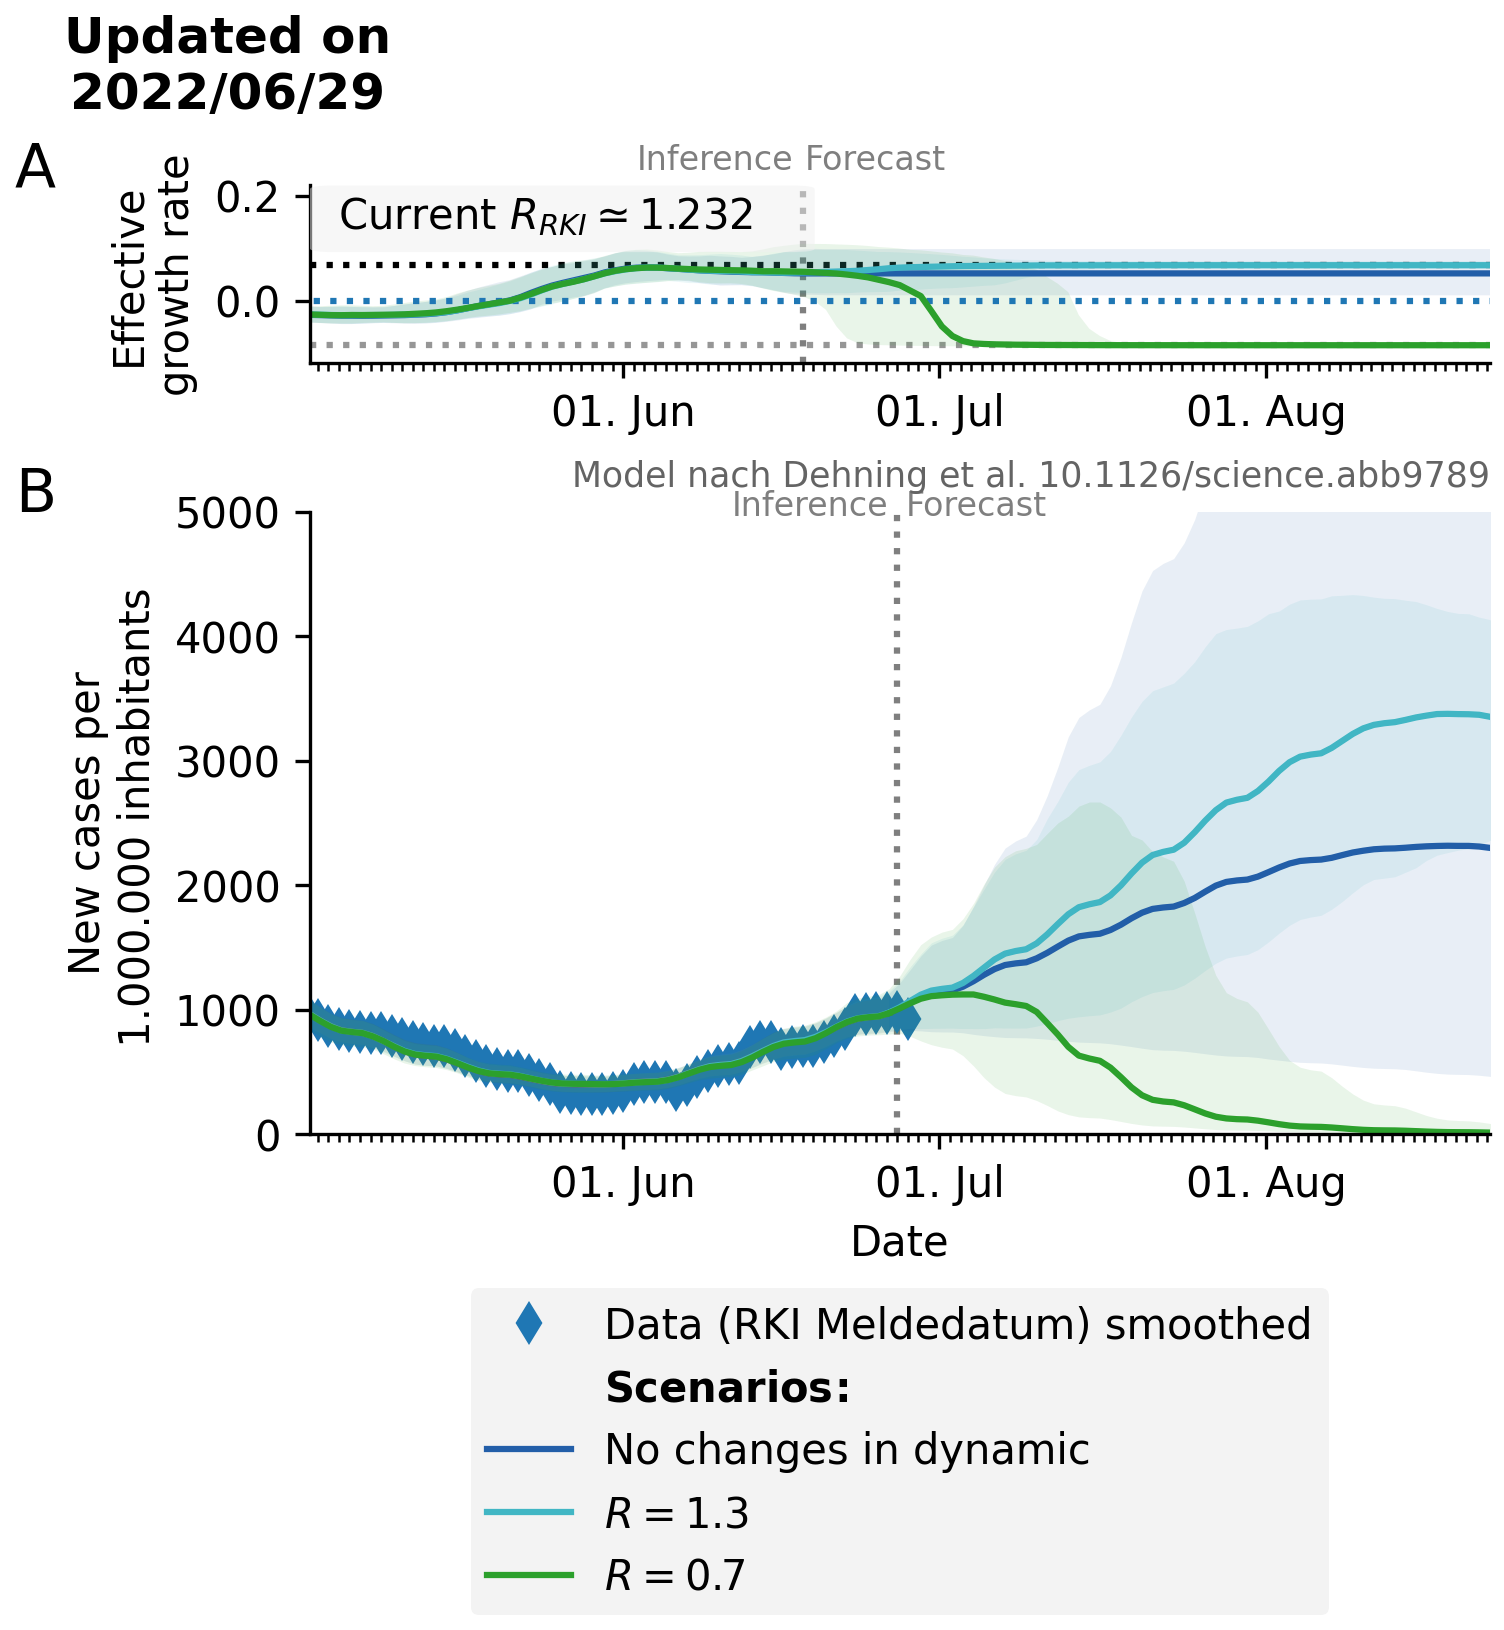 Updated on
2022/06/29
A
Effective
growth rate
Inference Forecast
0.2
0.0
Current R_RKI ≃ 1.232
01. Jun
01. Jul
01. Aug
B
Model nach Dehning et al. 10.1126/science.abb9789
Inference Forecast
New cases per
1.000.000 inhabitants
5000
4000
3000
2000
1000
0
01. Jun
01. Jul
01. Aug
Date
Data (RKI Meldedatum) smoothed
Scenarios:
No changes in dynamic
R = 1.3
R = 0.7